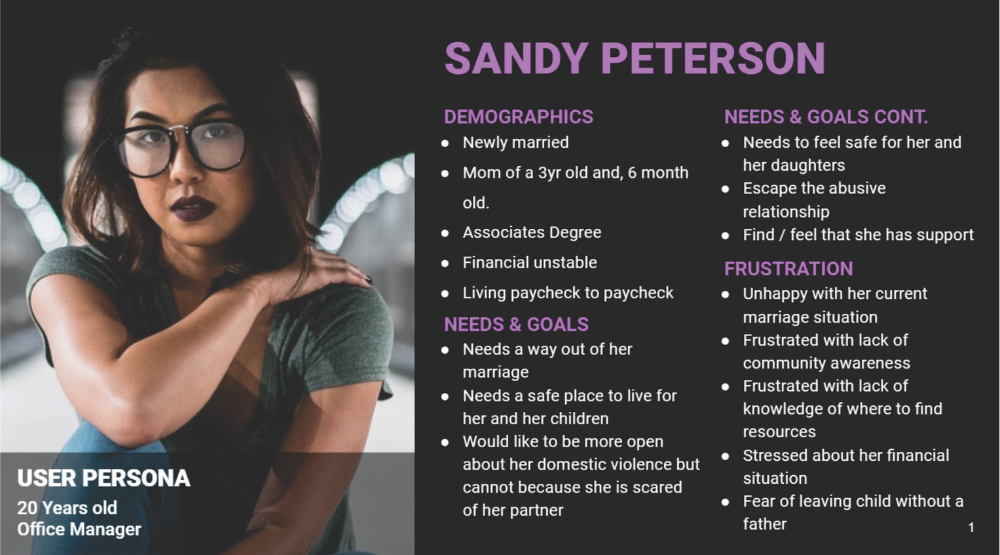 SANDY PETERSON
DEMOGRAPHICS
● Newly married
● Mom of a 3yr old and, 6 month
old.
● Associates Degree
● Financial unstable
● Living paycheck to paycheck
NEEDS & GOALS
● Needs a way out of her
marriage
● Needs a safe place to live for
her and her children
● Would like to be more open
about her domestic violence but
cannot because she is scared
of her partner
NEEDS & GOALS CONT.
● Needs to feel safe for her and
her daughters
● Escape the abusive
relationship
● Find / feel that she has support
FRUSTRATION
● Unhappy with her current
marriage situation
● Frustrated with lack of
community awareness
● Frustrated with lack of
knowledge of where to find
resources
● Stressed about her financial
situation
● Fear of leaving child without a
father
USER PERSONA
20 Years old
Office Manager
1